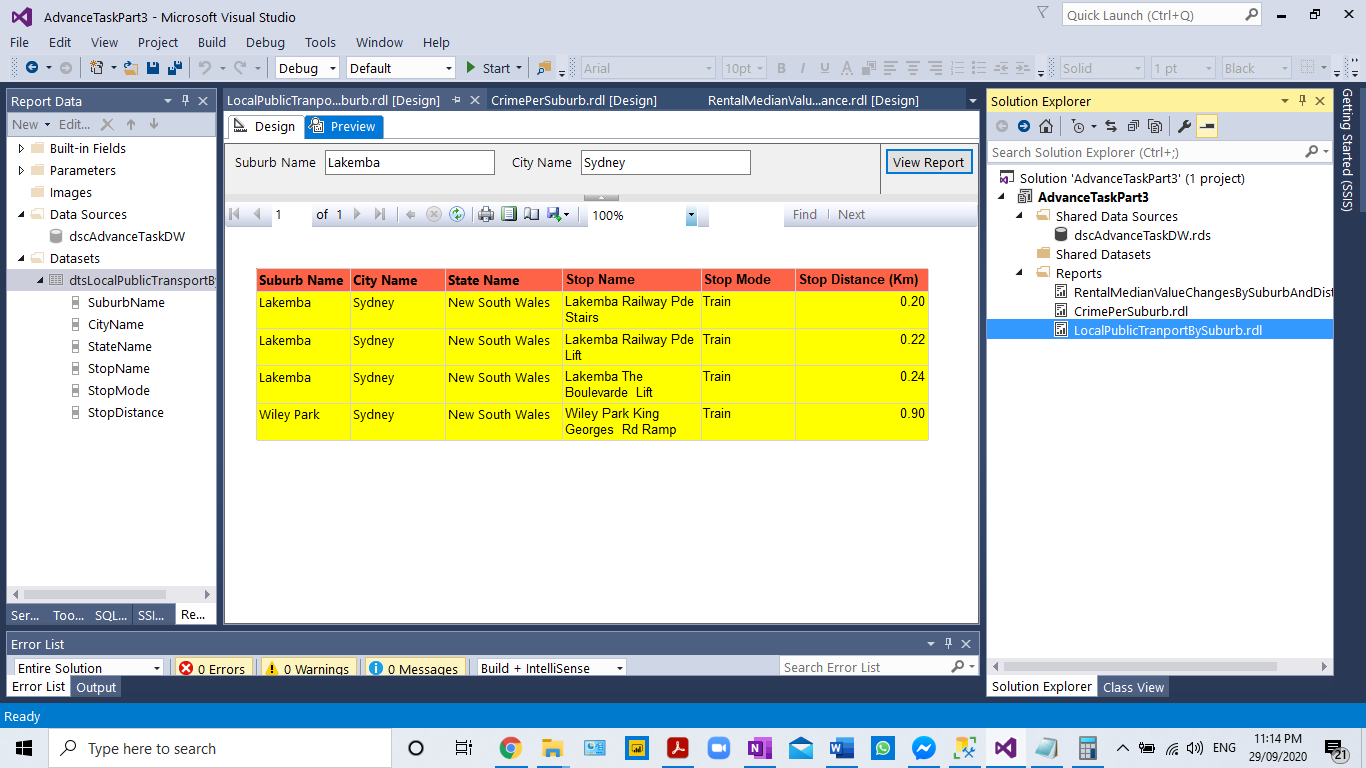 AdvanceTaskPart3 - Microsoft Visual Studio
Quick Launch (Ctrl+Q)
File Edit View Project Build Debug Tools Window Help
Debug Default Start Arial 10pt B I U A Solid 1 pt Black
Report Data
New Edit...
Built-in Fields
Parameters
Images
Data Sources
dscAdvanceTaskDW
Datasets
dtsLocalPublicTransportBy
SuburbName
CityName
StateName
StopName
StopMode
StopDistance
Ser... Too... SQL... SSI... Re...
LocalPublicTranpo...burb.rdl [Design] CrimePerSuburb.rdl [Design] RentalMedianValu...ance.rdl [Design]
Design Preview
Suburb Name Lakemba City Name Sydney View Report
1 of 1 100% Find Next
Suburb Name City Name State Name Stop Name Stop Mode Stop Distance (Km)
Lakemba Sydney New South Wales Lakemba Railway Pde Train 0.20
Stairs
Lakemba Sydney New South Wales Lakemba Railway Pde Train 0.22
Lift
Lakemba Sydney New South Wales Lakemba The Train 0.24
Boulevarde Lift
Wiley Park Sydney New South Wales Wiley Park King Train 0.90
Georges Rd Ramp
Solution Explorer
Search Solution Explorer (Ctrl+;)
Solution 'AdvanceTaskPart3' (1 project)
AdvanceTaskPart3
Shared Data Sources
dscAdvanceTaskDW.rds
Shared Datasets
Reports
RentalMedianValueChangesBySuburbAndDist
CrimePerSuburb.rdl
LocalPublicTranportBySuburb.rdl
Solution Explorer Class View
Getting Started (SSIS)
Error List
Entire Solution 0 Errors 0 Warnings 0 Messages Build + IntelliSense Search Error List
Error List Output
Ready
Type here to search
ENG
11:14 PM
29/09/2020
21